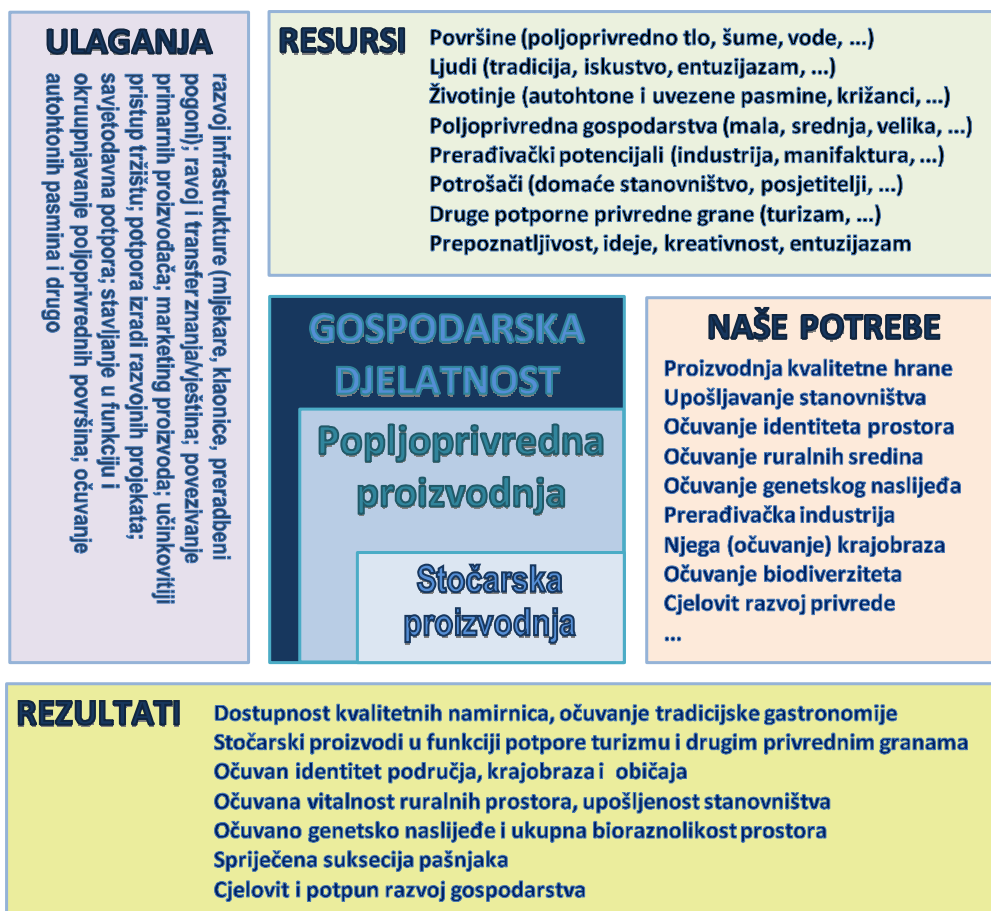 ULAGANJA
razvoj infrastrukture (mljekare, klaonice, preradbeni
pogoni); ravoj i transfer znanja/vještina; povezivanje
primarnih proizvođača; marketing proizvoda; učinkovitiji
pristup tržištu; potpora izradi razvojnih projekata;
savjetodavna potpora; stavljanje u funkciju i
okruupnjavanje poljoprivrednih površina; očuvanje
autohtonih pasmina i drugo
RESURSI
Površine (poljoprivredno tlo, šume, vode, ...)
Ljudi (tradicija, iskustvo, entuzijazam, ...)
Životinje (autohtone i uvezene pasmine, križanci, ...)
Poljoprivredna gospodarstva (mala, srednja, velika, ...)
Prerađivački potencijali (industrija, manifaktura, ...)
Potrošači (domaće stanovništvo, posjetitelji, ...)
Druge potporne privredne grane (turizam, ...)
Prepoznatljivost, ideje, kreativnost, entuzijazam
GOSPODARSKA
DJELATNOST
Popljoprivredna
proizvodnja
Stočarska
proizvodnja
NAŠE POTREBE
Proizvodnja kvalitetne hrane
Upošljavanje stanovništva
Očuvanje identiteta prostora
Očuvanje ruralnih sredina
Očuvanje genetskog naslijeđa
Prerađivačka industrija
Njega (očuvanje) krajobraza
Očuvanje biodiverziteta
Cjelovit razvoj privrede
...
REZULTATI
Dostupnost kvalitetnih namirnica, očuvanje tradicijske gastronomije
Stočarski proizvodi u funkciji potpore turizmu i drugim privrednim granama
Očuvan identitet područja, krajobraza i običaja
Očuvana vitalnost ruralnih prostora, upošljenost stanovništva
Očuvano genetsko naslijeđe i ukupna bioraznolikost prostora
Spriječena suksecija pašnjaka
Cjelovit i potpun razvoj gospodarstva